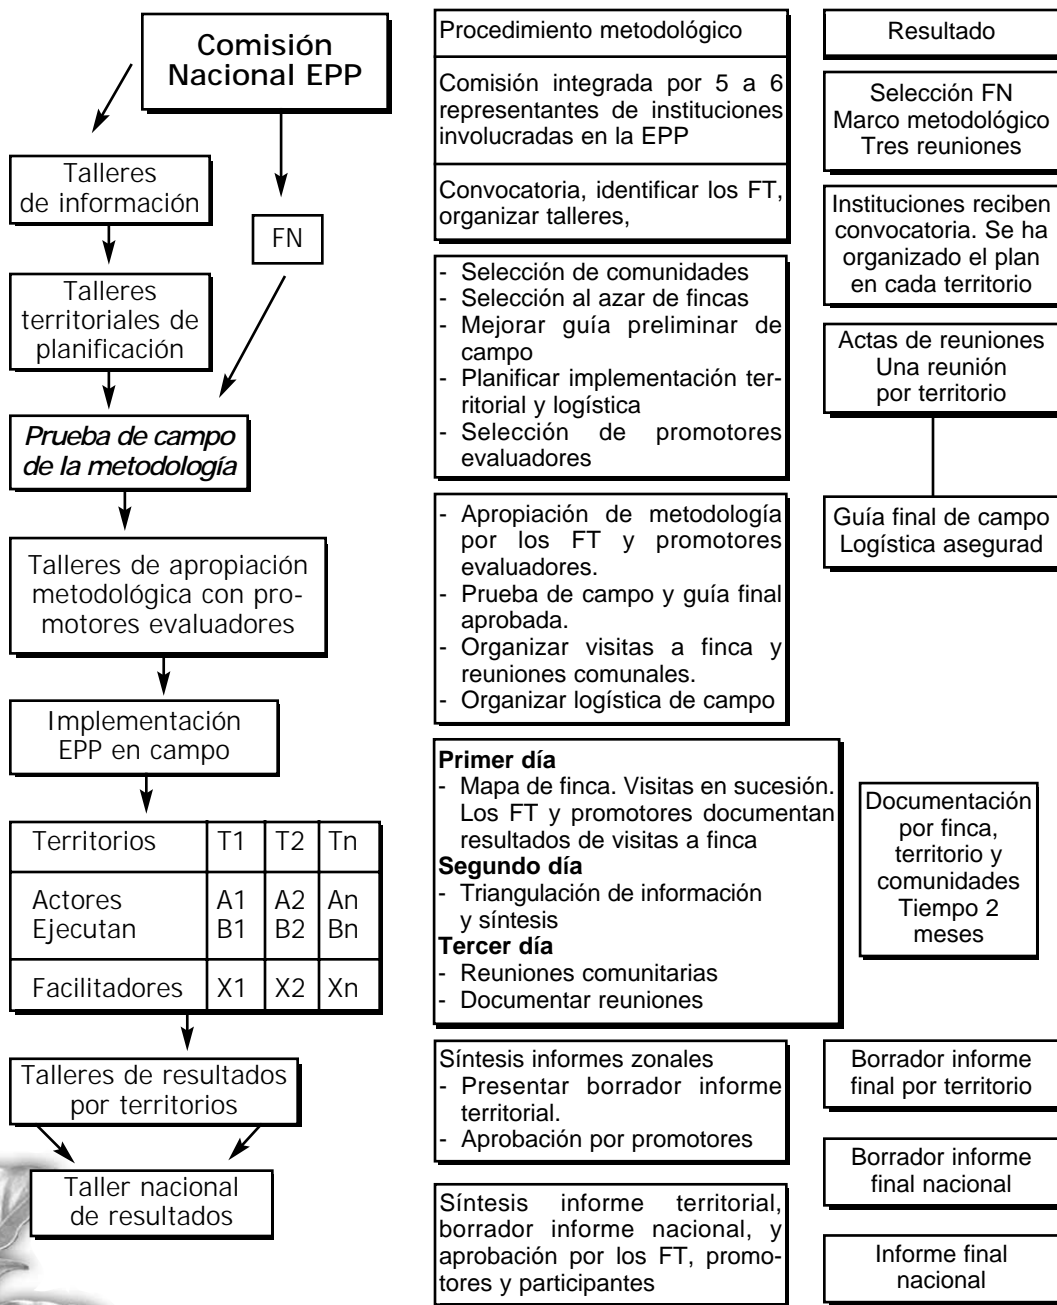 Comisión
Nacional EPP
Talleres
de información
FN
Talleres
territoriales de
planificación
Prueba de campo
de la metodología
Talleres de apropiación
metodológica con pro-
motores evaluadores
Implementación
EPP en campo
Territorios T1 T2 Tn
Actores A1 A2 An
Ejecutan B1 B2 Bn
Facilitadores X1 X2 Xn
Talleres de resultados
por territorios
Taller nacional
de resultados
Procedimiento metodológico
Comisión integrada por 5 a 6
representantes de instituciones
involucradas en la EPP
Convocatoria, identificar los FT,
organizar talleres,
- Selección de comunidades
- Selección al azar de fincas
- Mejorar guía preliminar de
campo
- Planificar implementación ter-
ritorial y logística
- Selección de promotores
evaluadores
- Apropiación de metodología
por los FT y promotores
evaluadores.
- Prueba de campo y guía final
aprobada.
- Organizar visitas a finca y
reuniones comunales.
- Organizar logística de campo
Primer día
- Mapa de finca. Visitas en sucesión.
Los FT y promotores documentan
resultados de visitas a finca
Segundo día
- Triangulación de información
y síntesis
Tercer día
- Reuniones comunitarias
- Documentar reuniones
Síntesis informes zonales
- Presentar borrador informe
territorial.
- Aprobación por promotores
Síntesis informe territorial,
borrador informe nacional, y
aprobación por los FT, promo-
tores y participantes
Resultado
Selección FN
Marco metodológico
Tres reuniones
Instituciones reciben
convocatoria. Se ha
organizado el plan
en cada territorio
Actas de reuniones
Una reunión
por territorio
Guía final de campo
Logística asegurad
Documentación
por finca,
territorio y
comunidades
Tiempo 2
meses
Borrador informe
final por territorio
Borrador informe
final nacional
Informe final
nacional